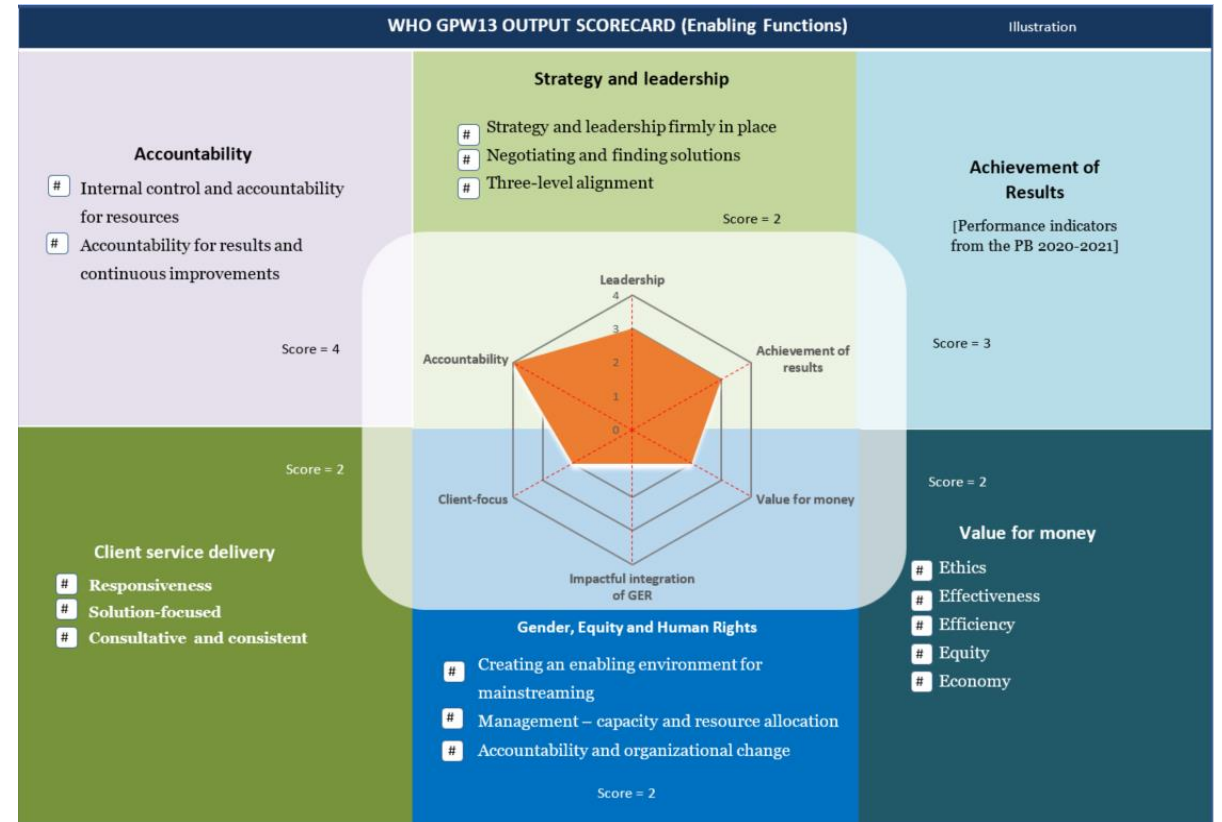 WHO GPW13 OUTPUT SCORECARD (Enabling Functions)
Illustration
Accountability
# Internal control and accountability
for resources
# Accountability for results and
continuous improvements
Score = 4
Strategy and leadership
# Strategy and leadership firmly in place
# Negotiating and finding solutions
# Three-level alignment
Score = 2
Achievement of
Results
[Performance indicators
from the PB 2020-2021]
Score = 3
Leadership
4
3
2
1
0
Accountability
Achievement of
results
Client-focus
Value for money
Impactful integration
of GER
Score = 2
Client service delivery
# Responsiveness
# Solution-focused
# Consultative and consistent
Gender, Equity and Human Rights
# Creating an enabling environment for
mainstreaming
# Management – capacity and resource allocation
# Accountability and organizational change
Score = 2
Score = 2
Value for money
# Ethics
# Effectiveness
# Efficiency
# Equity
# Economy